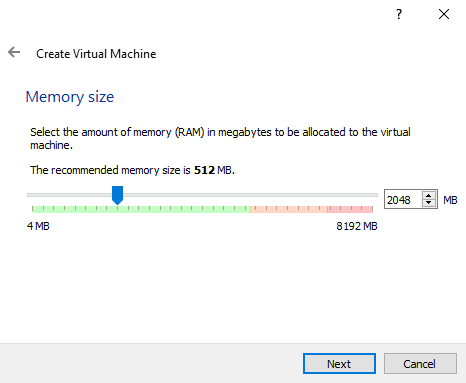 ?
Create Virtual Machine
Memory size
Select the amount of memory (RAM) in megabytes to be allocated to the virtual
machine.
The recommended memory size is 512 MB.
2048 MB
4 MB 8192 MB
Next Cancel